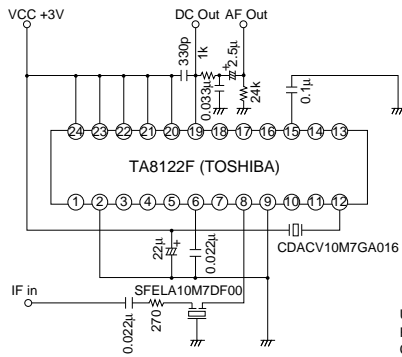 VCC +3V
DC Out
AF Out
330p
1k
2.5μ
+
0.033μ
24k
0.1μ
24 23 22 21 20 19 18 17 16 15 14 13
TA8122F (TOSHIBA)
1 2 3 4 5 6 7 8 9 10 11 12
22μ
+
0.022μ
CDACV10M7GA016
IF in
SFELA10M7DF00
0.022μ
270